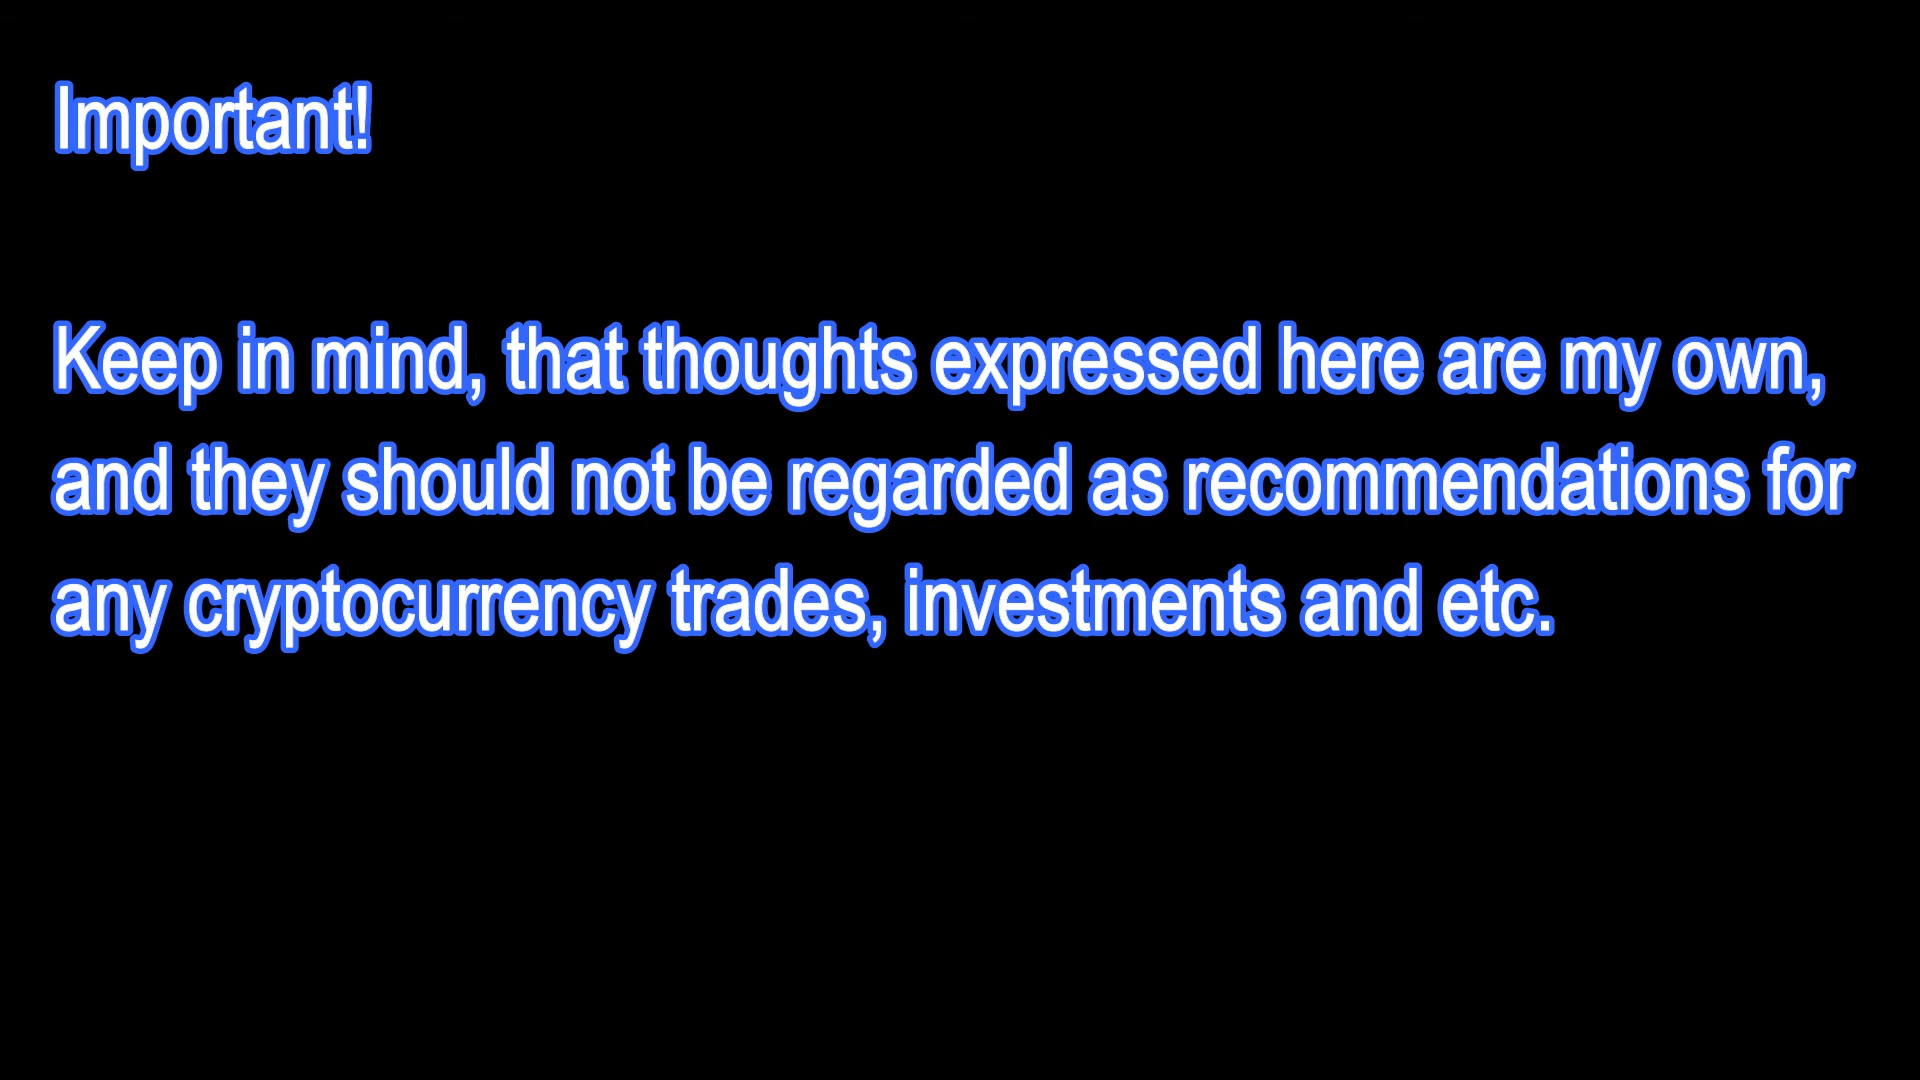 Important!
Keep in mind, that thoughts expressed here are my own,
and they should not be regarded as recommendations for
any cryptocurrency trades, investments and etc.